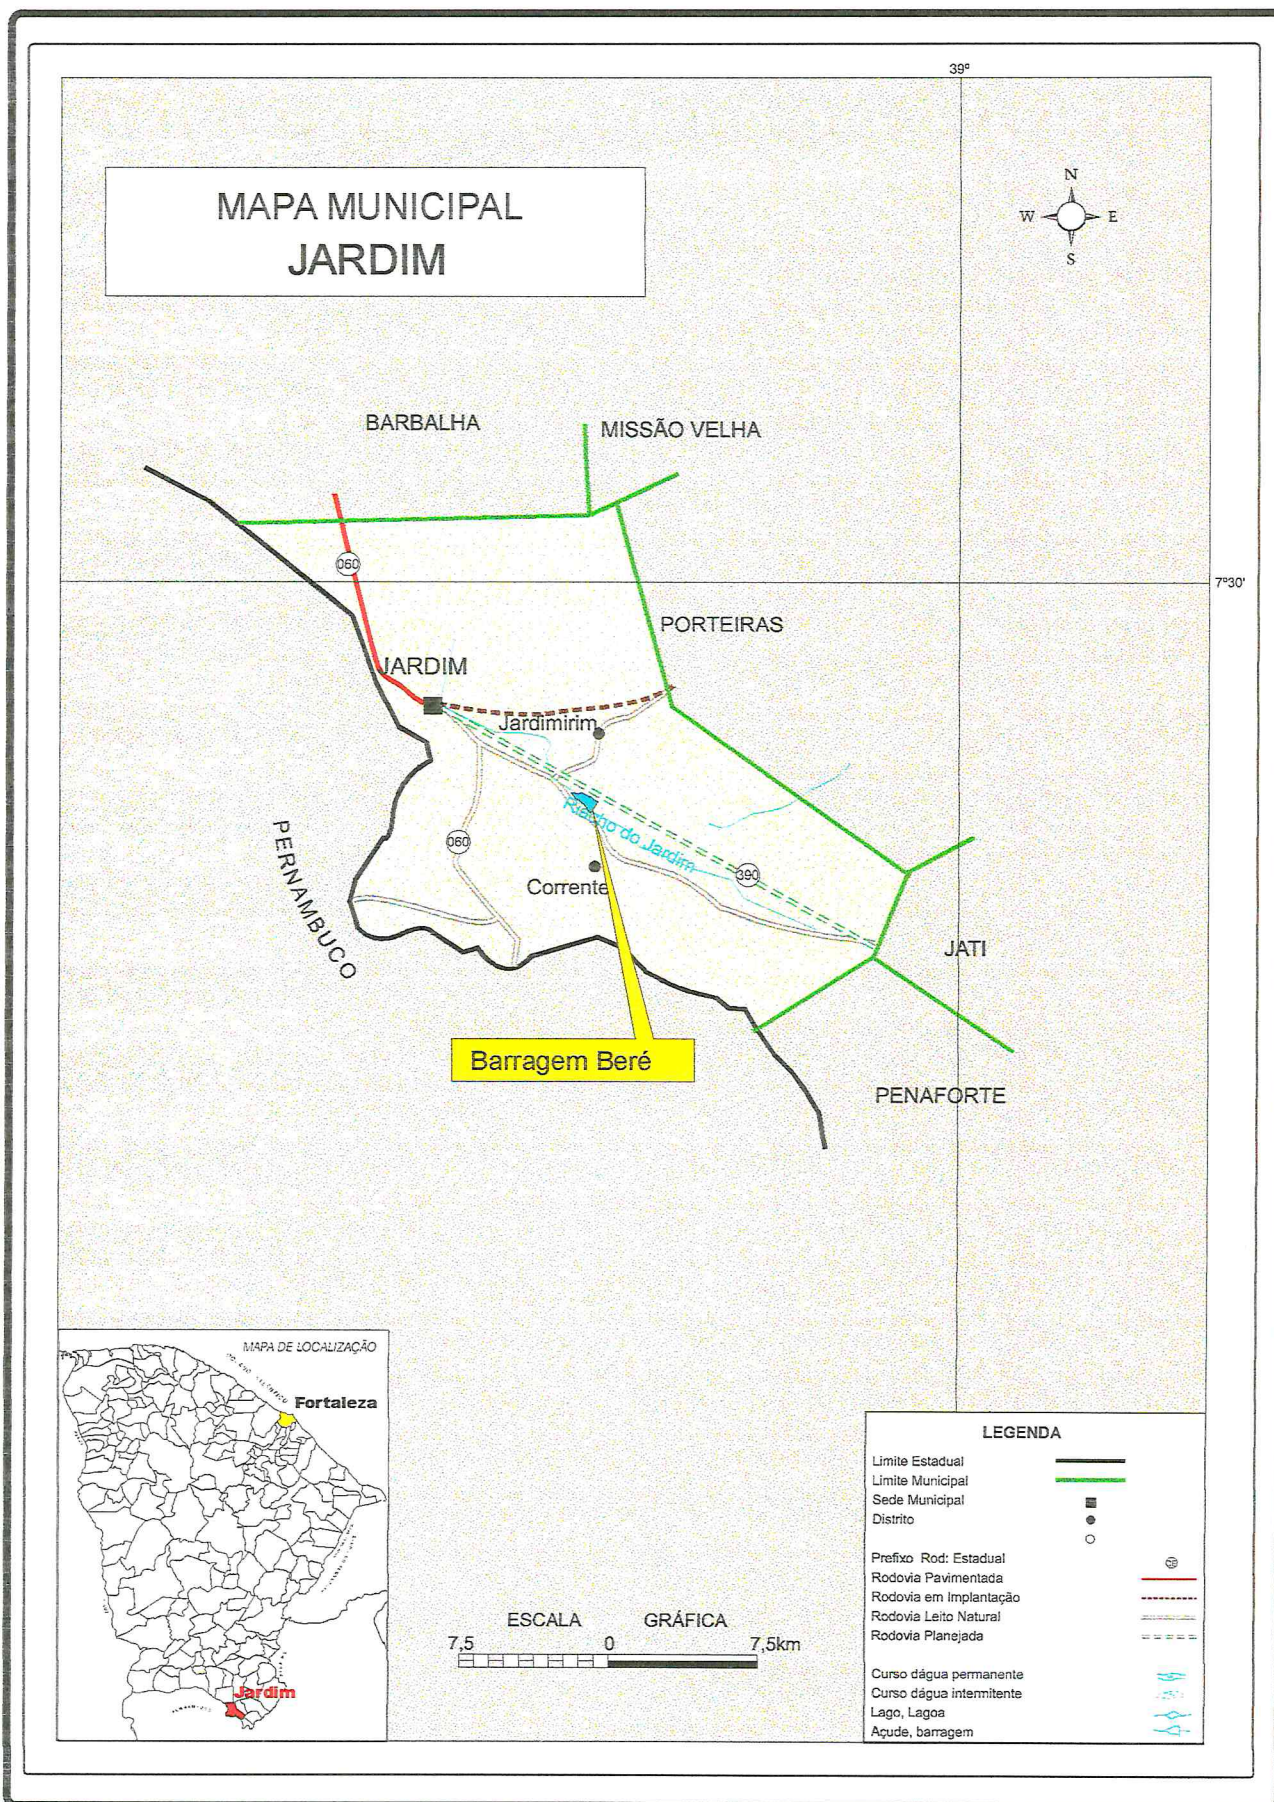 39º
MAPA MUNICIPAL
JARDIM
N
W E
S
BARBALHA
MISSÃO VELHA
060
7º30'
PORTEIRAS
JARDIM
Jardimirim
Riacho do Jardim
PERNAMBUCO
060
390
Corrente
JATI
Barragem Beré
PENAFORTE
MAPA DE LOCALIZAÇÃO
Fortaleza
Jardim
ESCALA GRÁFICA
7,5 0 7,5km
LEGENDA
Limite Estadual
Limite Municipal
Sede Municipal
Distrito
Prefixo Rod: Estadual
Rodovia Pavimentada
Rodovia em Implantação
Rodovia Leito Natural
Rodovia Planejada
Curso dágua permanente
Curso dágua intermitente
Lago, Lagoa
Açude, barragem